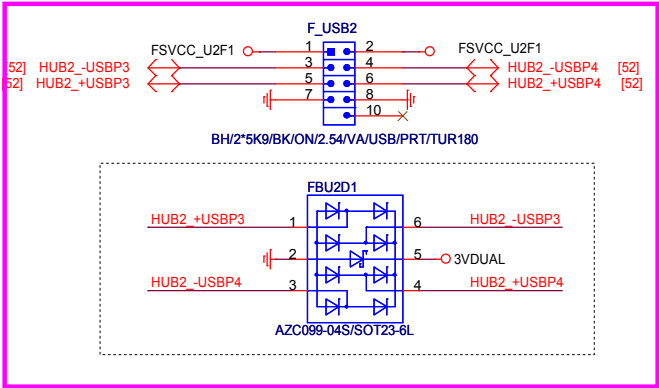 F_USB2
FSVCC_U2F1 1 2 FSVCC_U2F1
[52] HUB2_-USBP3 3 4 HUB2_-USBP4 [52]
[52] HUB2_+USBP3 5 6 HUB2_+USBP4 [52]
7 8
10
BH/2*5K9/BK/ON/2.54/VA/USB/PRT/TUR180
FBU2D1
HUB2_+USBP3 1 6 HUB2_-USBP3
2 5 3VDUAL
HUB2_-USBP4 3 4 HUB2_+USBP4
AZC099-04S/SOT23-6L